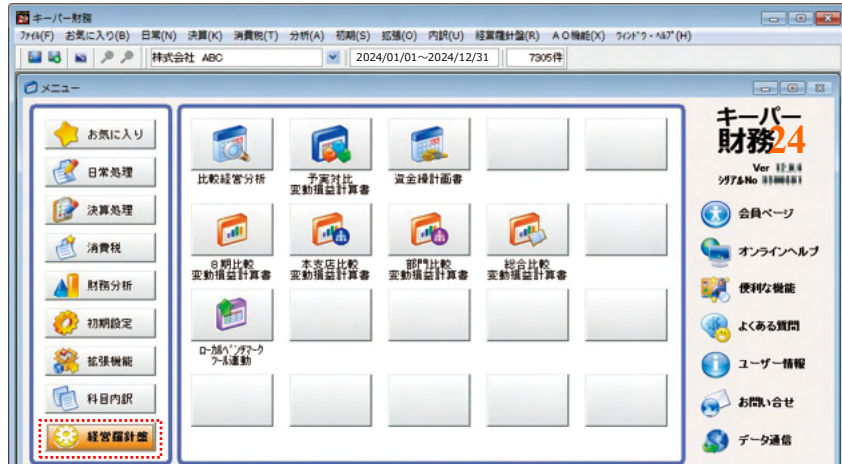 キーパー財務
ファイル(F) お気に入り(B) 日常(N) 決算(K) 消費税(T) 分析(A) 初期(S) 拡張(O) 内訳(U) 経営羅針盤(R) AO機能(X) ウィンドウ・ヘルプ(H)
株式会社 ABC 2024/01/01～2024/12/31 7305件
メニュー
お気に入り
日常処理
決算処理
消費税
財務分析
初期設定
拡張機能
科目内訳
経営羅針盤
比較経営分析
予実対比
変動損益計算書
資金繰計画書
8期比較
変動損益計算書
本支店比較
変動損益計算書
部門比較
変動損益計算書
総合比較
変動損益計算書
ローカルベンチマーク
ツール連動
キーパー
財務24
Ver
シリアルNo
会員ページ
オンラインヘルプ
便利な機能
よくある質問
ユーザー情報
お問い合せ
データ通信